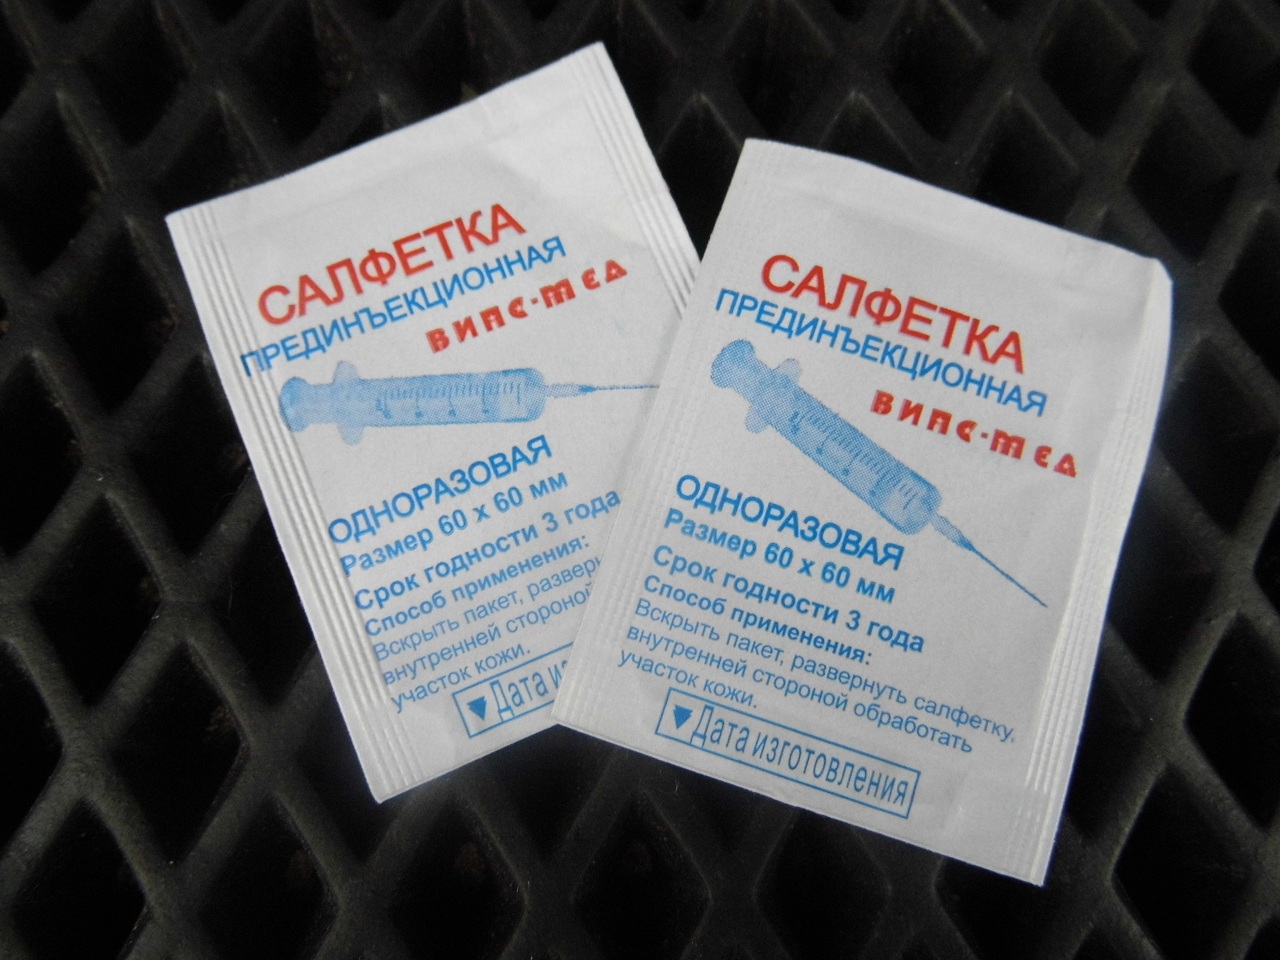 САЛФЕТКА
ПРЕДИНЪЕКЦИОННАЯ
ВИПС-МЕД
ОДНОРАЗОВАЯ
Размер 60 х 60 мм
Срок годности 3 года
Способ применения:
Вскрыть пакет,
внутренней стороной
участок кожи.
Дата
САЛФЕТКА
ПРЕДИНЪЕКЦИОННАЯ
ВИПС-МЕД
ОДНОРАЗОВАЯ
Размер 60 х 60 мм
Срок годности 3 года
Способ применения:
Вскрыть пакет, развернуть салфетку,
внутренней стороной обработать
участок кожи.
Дата изготовления